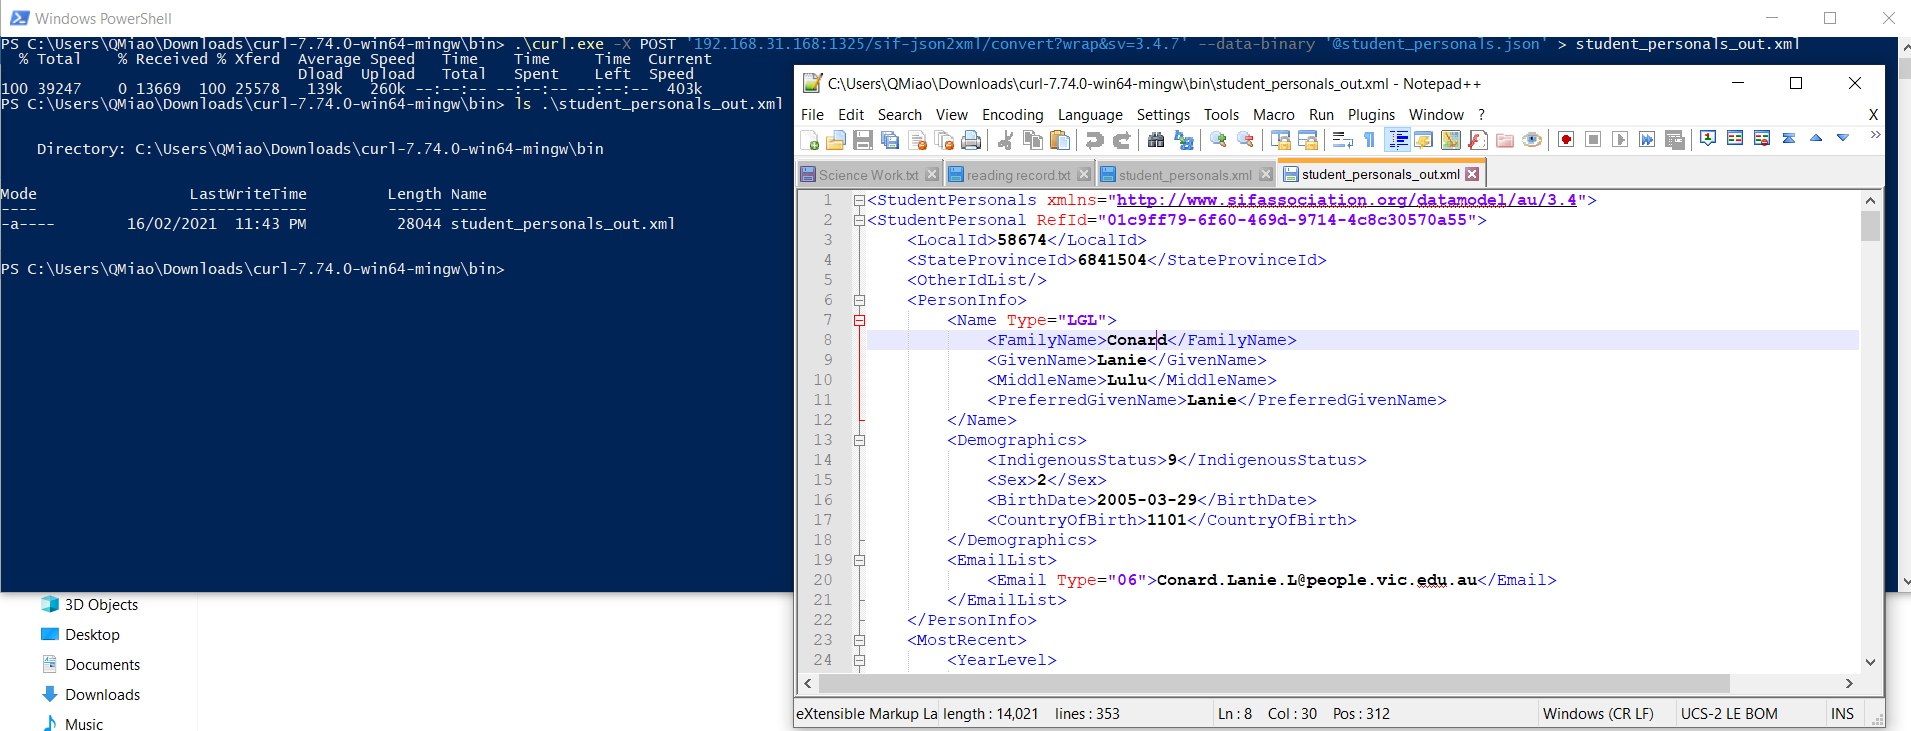 Windows PowerShell
PS C:\Users\QMiao\Downloads\curl-7.74.0-win64-mingw\bin> .\curl.exe -X POST '192.168.31.168:1325/sif-json2xml/convert?wrap&sv=3.4.7' --data-binary '@student_personals.json' > student_personals_out.xml
  % Total    % Received % Xferd  Average Speed   Time    Time     Time  Current
                                 Dload  Upload   Total   Spent    Left  Speed
100 39247    0 13669  100 25578   139k   260k --:--:-- --:--:-- --:--:--  403k
PS C:\Users\QMiao\Downloads\curl-7.74.0-win64-mingw\bin> ls .\student_personals_out.xml
    Directory: C:\Users\QMiao\Downloads\curl-7.74.0-win64-mingw\bin
Mode                 LastWriteTime         Length Name
----                 -------------         ------ ----
-a----        16/02/2021  11:43 PM          28044 student_personals_out.xml
PS C:\Users\QMiao\Downloads\curl-7.74.0-win64-mingw\bin>
3D Objects
Desktop
Documents
Downloads
Music
C:\Users\QMiao\Downloads\curl-7.74.0-win64-mingw\bin\student_personals_out.xml - Notepad++
File Edit Search View Encoding Language Settings Tools Macro Run Plugins Window ? X
Science Work.txt reading record.txt student_personals.xml student_personals_out.xml
1 <StudentPersonals xmlns="http://www.sifassociation.org/datamodel/au/3.4">
2 <StudentPersonal RefId="01c9ff79-6f60-469d-9714-4c8c30570a55">
3     <LocalId>58674</LocalId>
4     <StateProvinceId>6841504</StateProvinceId>
5     <OtherIdList/>
6     <PersonInfo>
7         <Name Type="LGL">
8             <FamilyName>Conard</FamilyName>
9             <GivenName>Lanie</GivenName>
10             <MiddleName>Lulu</MiddleName>
11             <PreferredGivenName>Lanie</PreferredGivenName>
12         </Name>
13         <Demographics>
14             <IndigenousStatus>9</IndigenousStatus>
15             <Sex>2</Sex>
16             <BirthDate>2005-03-29</BirthDate>
17             <CountryOfBirth>1101</CountryOfBirth>
18         </Demographics>
19         <EmailList>
20             <Email Type="06">Conard.Lanie.L@people.vic.edu.au</Email>
21         </EmailList>
22     </PersonInfo>
23     <MostRecent>
24         <YearLevel>
eXtensible Markup La length : 14,021 lines : 353 Ln : 8 Col : 30 Pos : 312 Windows (CR LF) UCS-2 LE BOM INS